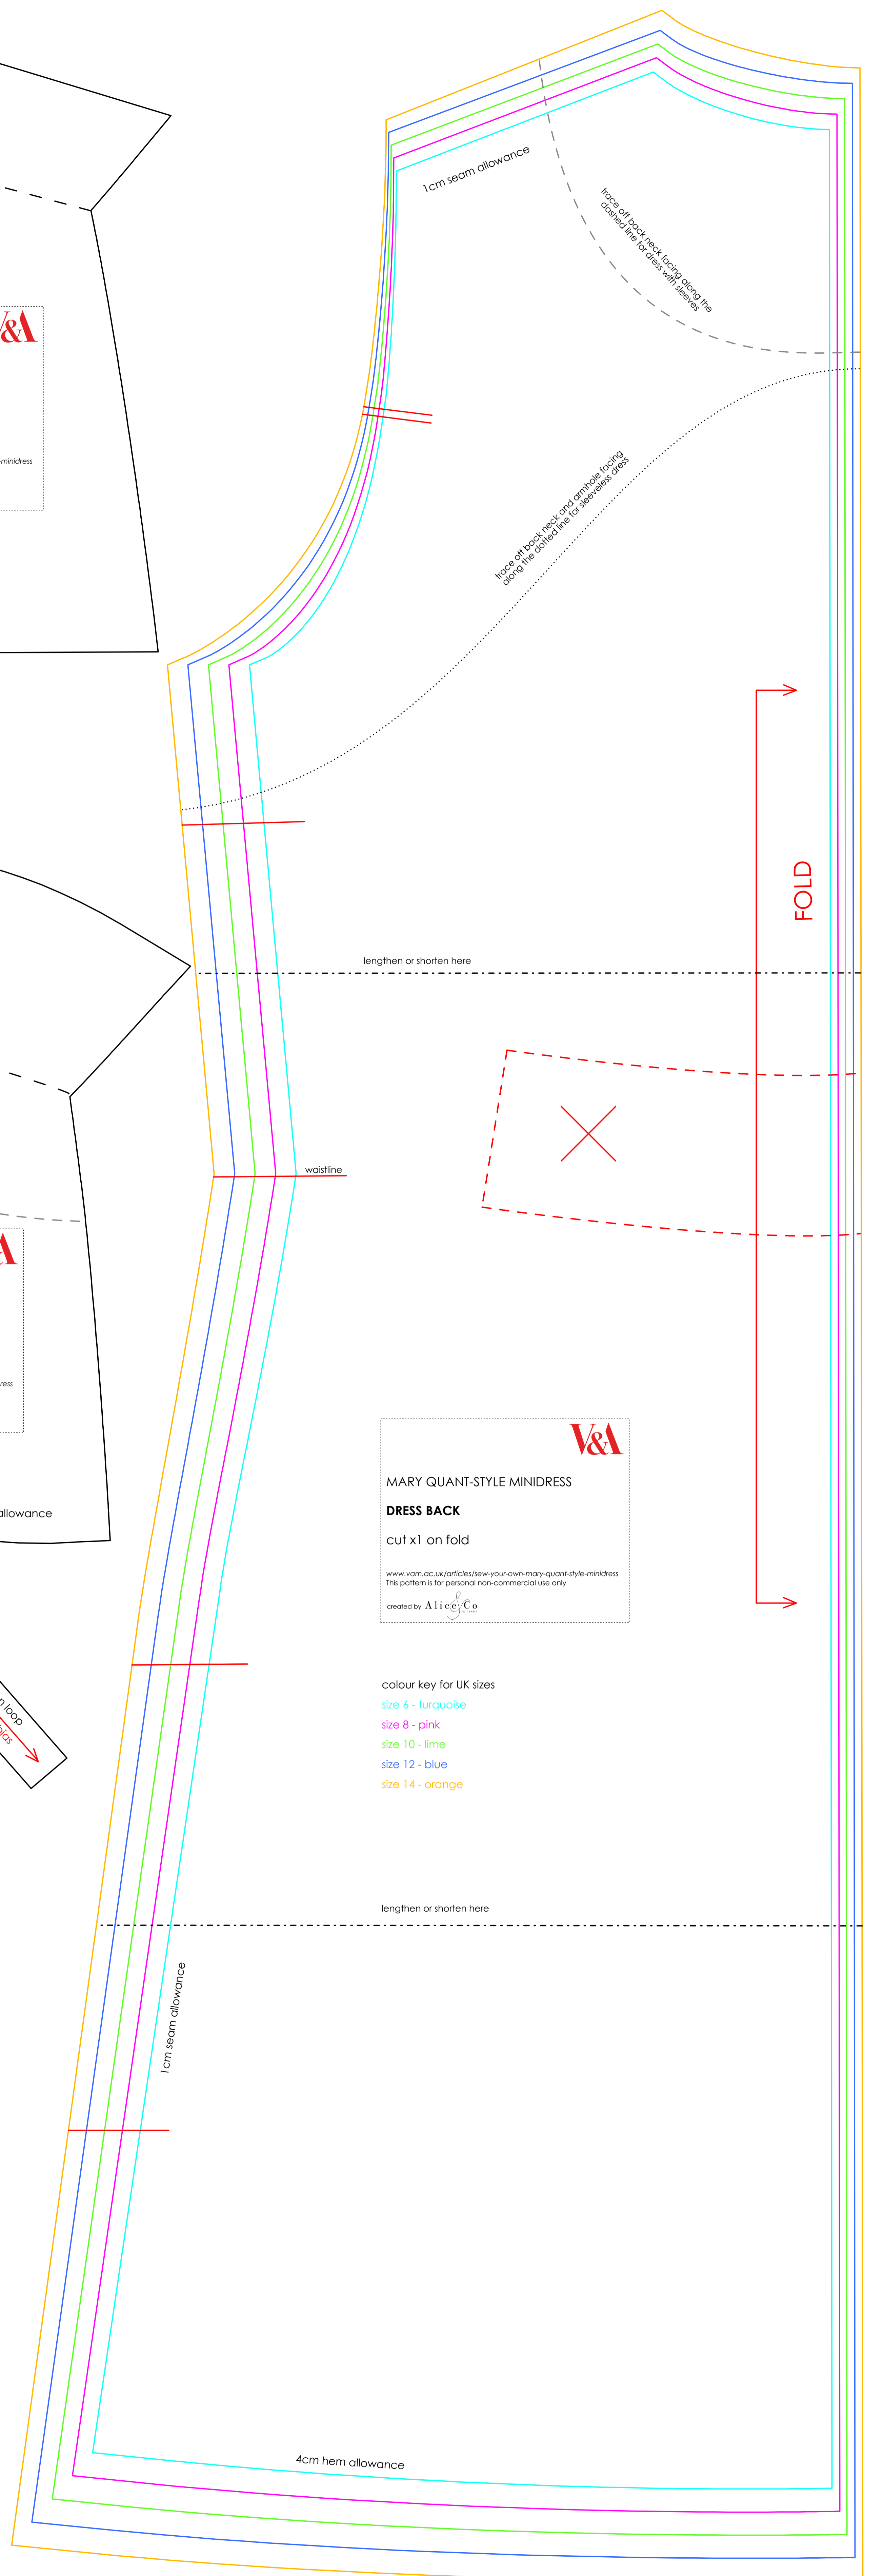 1cm seam allowance
trace off back neck facing along the
dashed line for dress with sleeves
V&A
-minidress
trace off back neck and armhole facing
along the dotted line for sleeveless dress
FOLD
lengthen or shorten here
waistline
V&A
MARY QUANT-STYLE MINIDRESS
DRESS BACK
cut x1 on fold
www.vam.ac.uk/articles/sew-your-own-mary-quant-style-minidress
This pattern is for personal non-commercial use only
created by Alice & Co
allowance
colour key for UK sizes
size 6 - turquoise
size 8 - pink
size 10 - lime
size 12 - blue
size 14 - orange
loop
bias
lengthen or shorten here
1cm seam allowance
4cm hem allowance